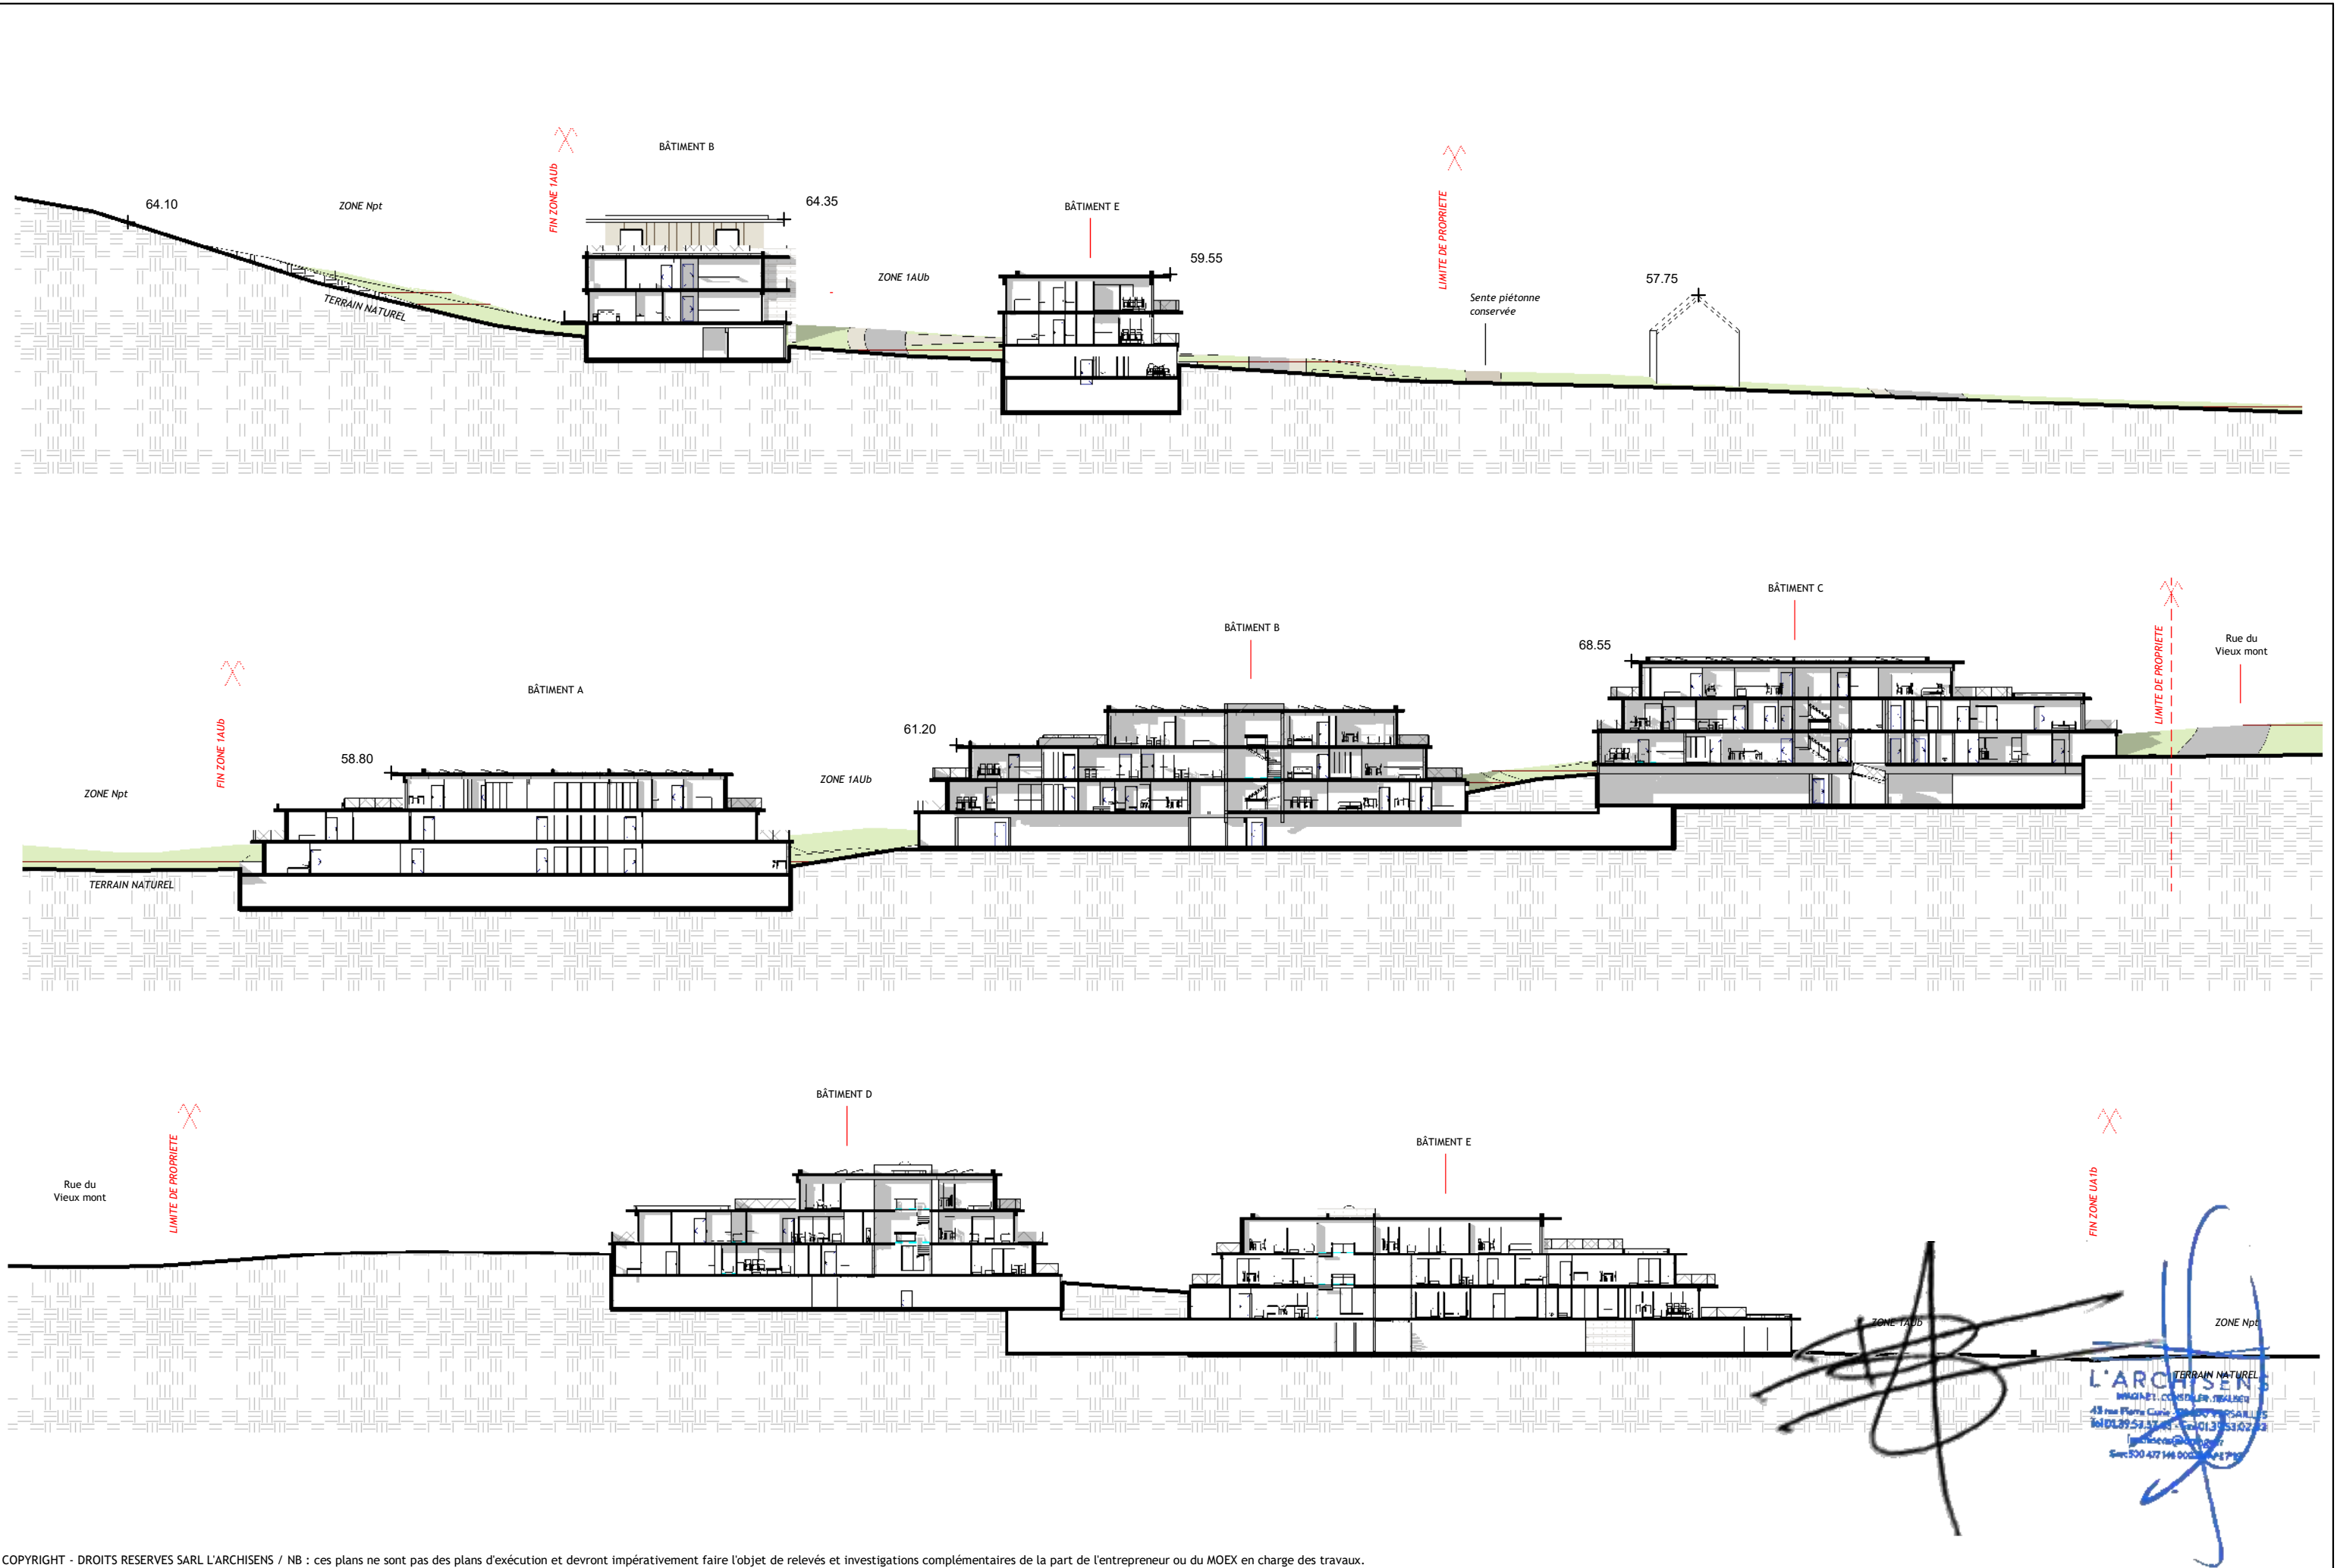 BÂTIMENT B
FIN ZONE 1AUb
64.10
ZONE Npt
64.35
BÂTIMENT E
59.55
LIMITE DE PROPRIETE
ZONE 1AUb
57.75
Sente piétonne
conservée
TERRAIN NATUREL
BÂTIMENT C
BÂTIMENT B
68.55
LIMITE DE PROPRIETE
Rue du
Vieux mont
BÂTIMENT A
FIN ZONE 1AUb
61.20
58.80
ZONE 1AUb
ZONE Npt
TERRAIN NATUREL
BÂTIMENT D
BÂTIMENT E
LIMITE DE PROPRIETE
Rue du
Vieux mont
FIN ZONE UA1b
ZONE 1AUb
ZONE Npt
TERRAIN NATUREL
L'ARCHISENS
COPYRIGHT - DROITS RESERVES SARL L'ARCHISENS / NB : ces plans ne sont pas des plans d'exécution et devront impérativement faire l'objet de relevés et investigations complémentaires de la part de l'entrepreneur ou du MOEX en charge des travaux.